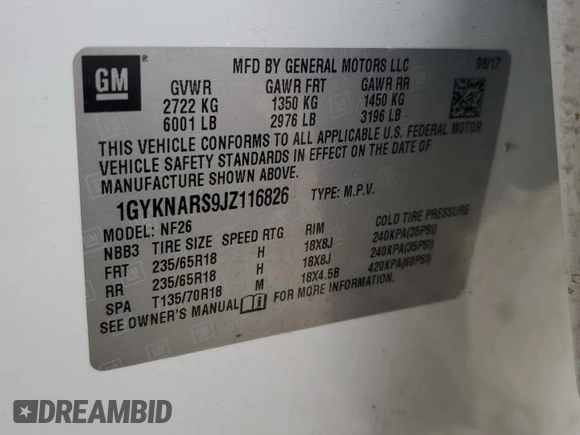 GM
MFD BY GENERAL MOTORS LLC 08/17
GVWR GAWR FRT GAWR RR
2722 KG 1350 KG 1450 KG
6001 LB 2976 LB 3196 LB
THIS VEHICLE CONFORMS TO ALL APPLICABLE U.S. FEDERAL MOTOR
VEHICLE SAFETY STANDARDS IN EFFECT ON THE DATE OF
MANUFACTURE SHOWN ABOVE.
1GYKNARS9JZ116826 TYPE: M.P.V.
MODEL: NF26
NBB3 TIRE SIZE SPEED RTG RIM COLD TIRE PRESSURE
FRT 235/65R18 H 18X8J 240KPA(35PSI)
RR 235/65R18 H 18X8J 240KPA(35PSI)
SPA T135/70R18 M 18X4.5B 420KPA(60PSI)
SEE OWNER'S MANUAL FOR MORE INFORMATION.
DREAMBID